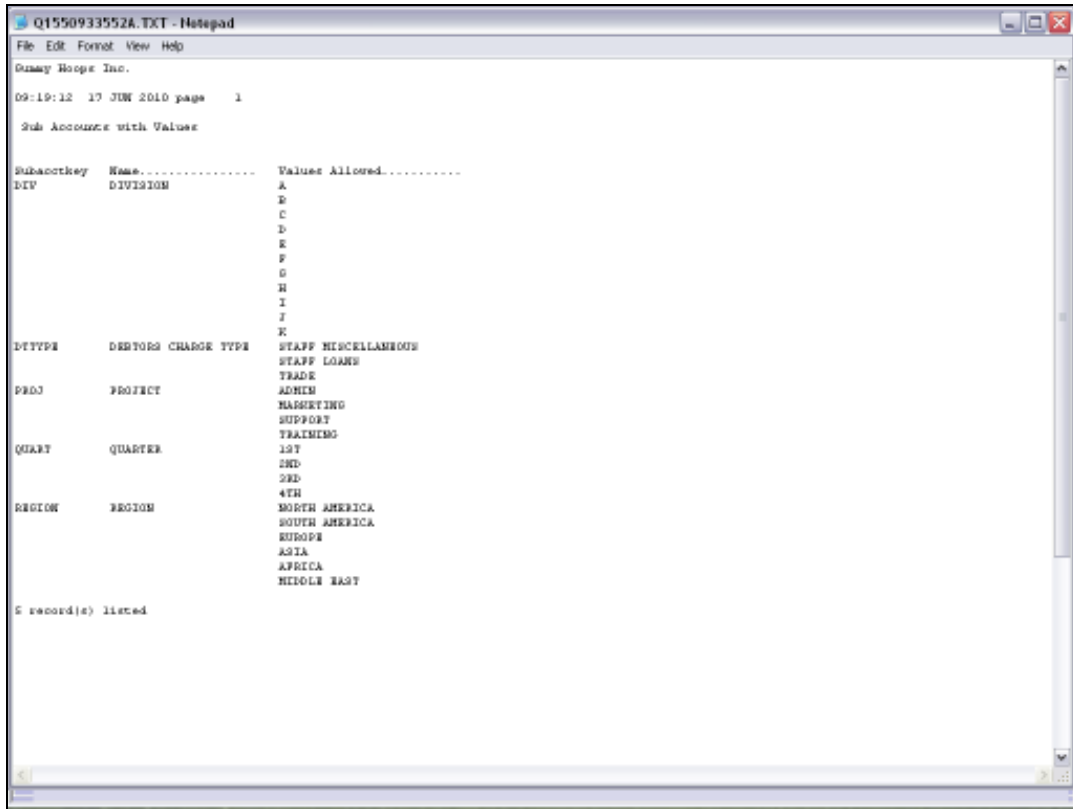 Q1550933552A.TXT - Notepad
File Edit Format View Help
Gummy Hoops Inc.
09:19:12 17 JUN 2010 page 1
Sub Accounts with Values
Subacctkey Name................. Values Allowed...........
DIV DIVISION A
B
C
D
E
F
G
H
I
J
K
DTTYPE DEBTORS CHARGE TYPE STAFF MISCELLANEOUS
STAFF LOANS
TRADE
PROJ PROJECT ADMIN
MARKETING
SUPPORT
TRAINING
QUART QUARTER 1ST
2ND
3RD
4TH
REGION REGION NORTH AMERICA
SOUTH AMERICA
EUROPE
ASIA
AFRICA
MIDDLE EAST
5 record(s) listed